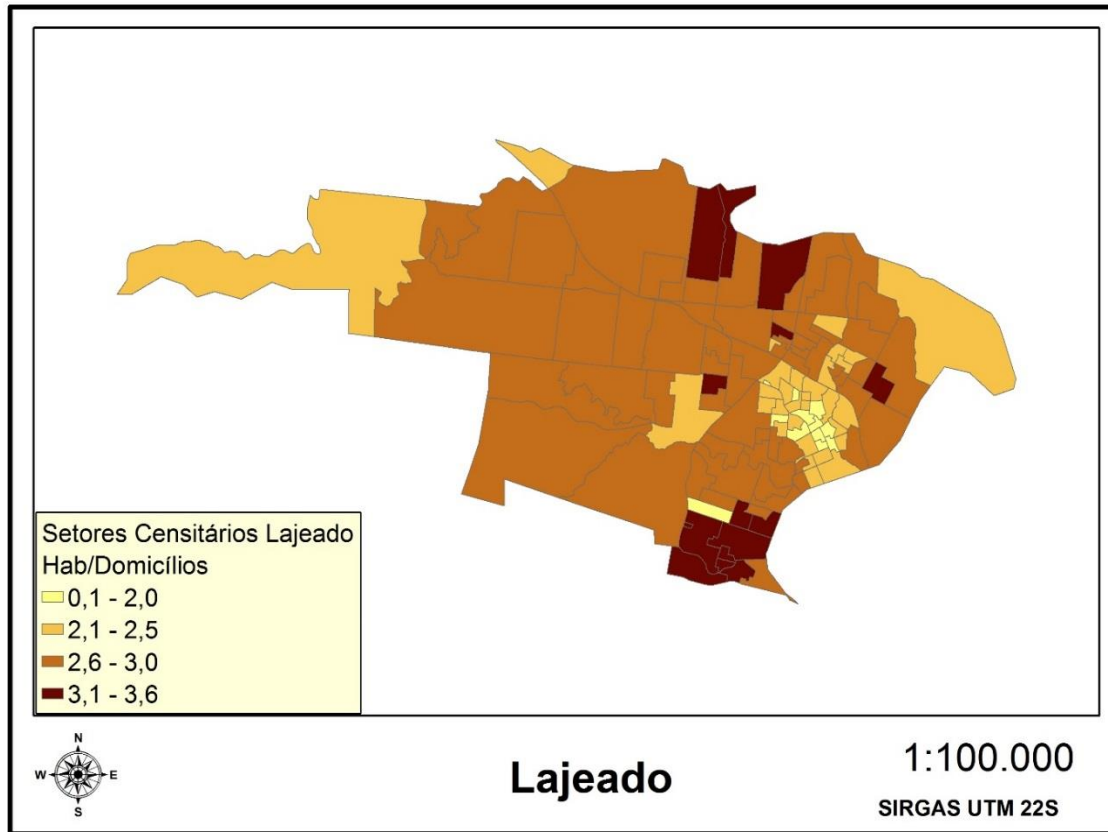 Setores Censitários Lajeado
Hab/Domicílios
0,1 - 2,0
2,1 - 2,5
2,6 - 3,0
3,1 - 3,6
N
W E
S
Lajeado
1:100.000
SIRGAS UTM 22S